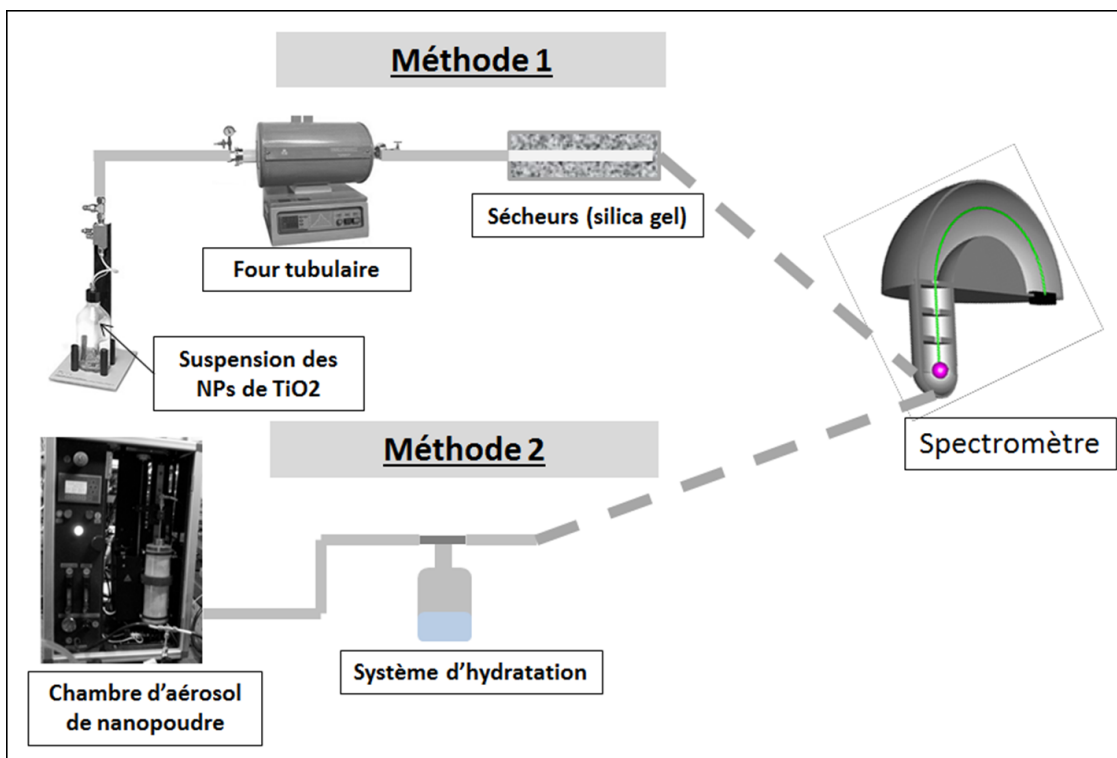 Méthode 1
Sécheurs (silica gel)
Four tubulaire
Suspension des
NPs de TiO2
Spectromètre
Méthode 2
Système d’hydratation
Chambre d’aérosol
de nanopoudre